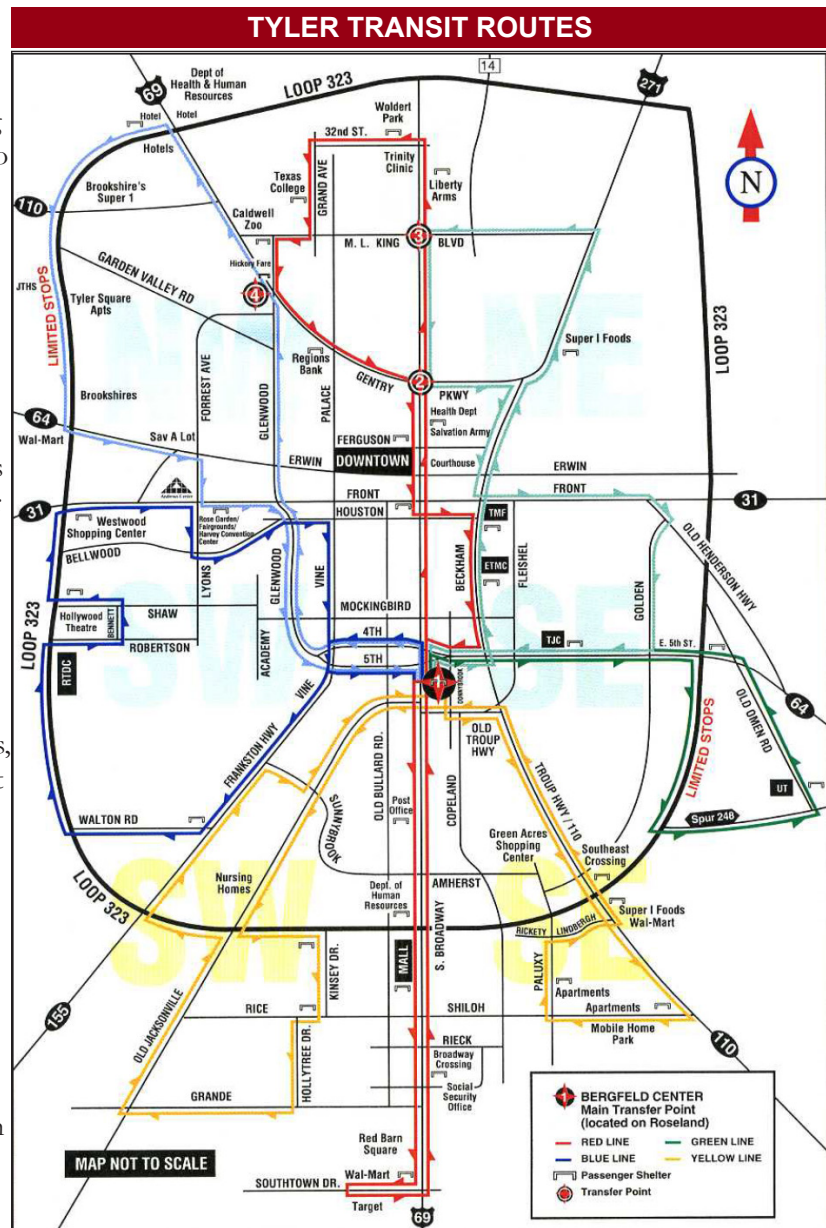 TYLER TRANSIT ROUTES
LOOP 323
14
271
69
Dept of
Health & Human
Resources
Hotel
Hotel
Hotels
Woldert
Park
32nd ST.
Trinity
Clinic
N
Texas
College
GRAND AVE
Liberty
Arms
Brookshire's
Super 1
110
Caldwell
Zoo
3
M. L. KING
BLVD
GARDEN VALLEY RD
Hickory Fare
4
JTHS
LIMITED STOPS
Tyler Square
Apts
NW
NE
LOOP 323
Super I Foods
FORREST AVE
GLENWOOD
Regions
Bank
PALACE
GENTRY
2
PKWY
Brookshires
Health Dept
Salvation Army
64
Wal-Mart
Sav A Lot
FERGUSON
ERWIN
DOWNTOWN
Courthouse
ERWIN
FRONT
FRONT
31
31
HOUSTON
Westwood
Shopping Center
Rose Garden/
Fairgrounds/
Harvey Convention
Center
TMF
OLD HENDERSON HWY
BELLWOOD
LYONS
GLENWOOD
VINE
BECKHAM
ETMC
FLEISHEL
GOLDEN
SW
SE
LOOP 323
Hollywood
Theatre
BENNETT
SHAW
ROBERTSON
ACADEMY
MOCKINGBIRD
4TH
5TH
TJC
E. 5th ST.
RTDC
VINE
1
DONNYBROOK
64
FRANKSTON HWY
OLD BULLARD RD.
OLD
TROUP
HWY
LIMITED STOPS
OLD OMEN RD
UT
WALTON RD
SUNNYBROOK
Post
Office
COPELAND
TROUP HWY / 110
Spur 248
Green Acres
Shopping
Center
Southeast
Crossing
LOOP 323
Nursing
Homes
Dept. of
Human
Resources
AMHERST
SW
SE
S. BROADWAY
Super I Foods
Wal-Mart
RICKETY
LINDBERGH
KINSEY DR.
MALL
PALUXY
Apartments
Apartments
155
OLD JACKSONVILLE
RICE
SHILOH
Mobile Home
Park
110
HOLLYTREE DR.
RIECK
Broadway
Crossing
Social
Security
Office
GRANDE
Red Barn
Square
MAP NOT TO SCALE
Wal-Mart
SOUTHTOWN DR.
Target
69
1
BERGFELD CENTER
Main Transfer Point
(located on Roseland)
RED LINE
GREEN LINE
BLUE LINE
YELLOW LINE
Passenger Shelter
Transfer Point